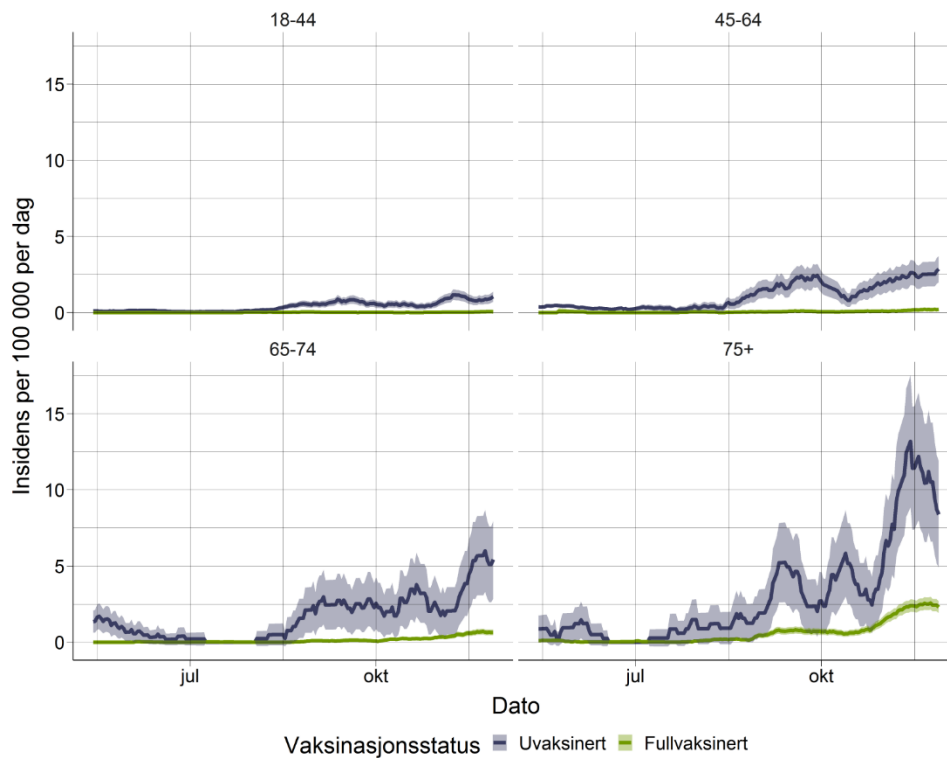 18-44
45-64
15
10
5
0
65-74
75+
15
10
5
0
Insidens per 100 000 per dag
jul
okt
jul
okt
Dato
Vaksinasjonsstatus Uvaksinert Fullvaksinert